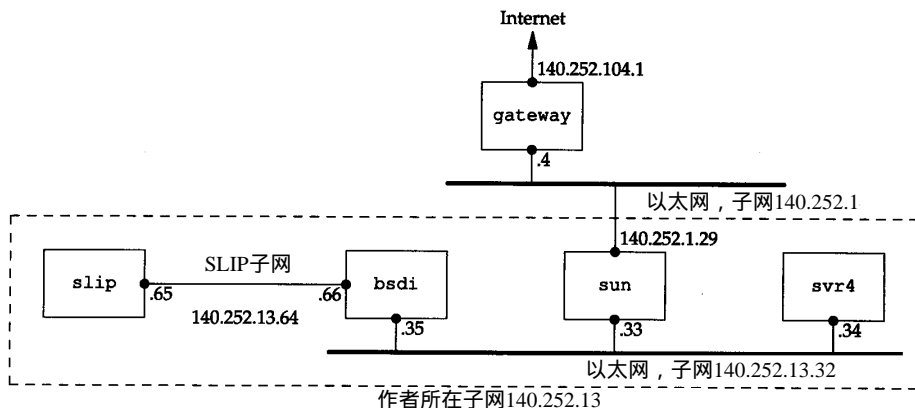 Internet
140.252.104.1
gateway
.4
以太网，子网140.252.1
140.252.1.29
slip
SLIP子网
bsdi
sun
svr4
.65
.66
140.252.13.64
.35
.33
.34
以太网，子网140.252.13.32
作者所在子网140.252.13